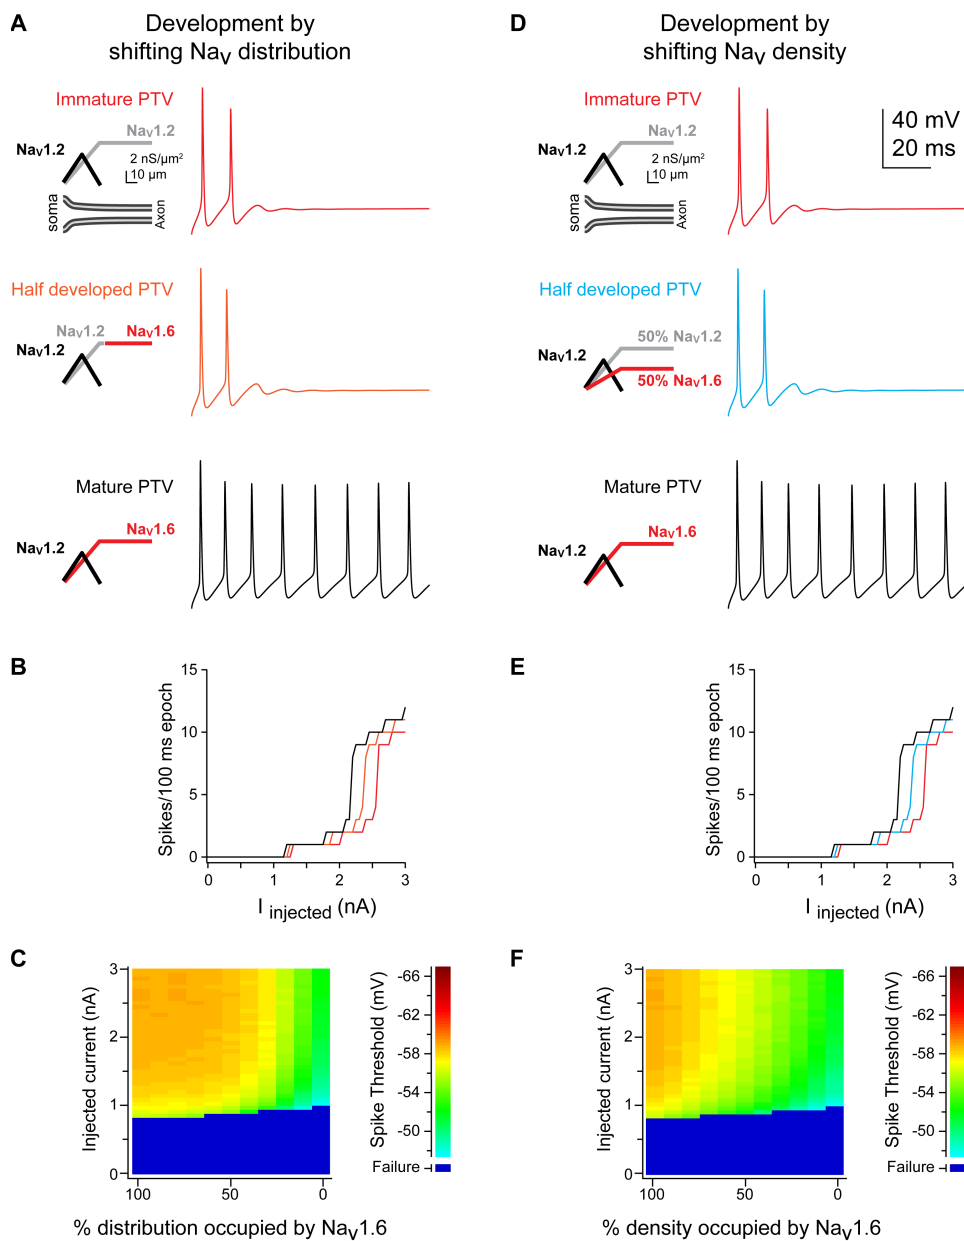 A
Development by
shifting Nav distribution
Immature PTV
Nav1.2
Nav1.2
2 nS/µm²
10 µm
soma
Axon
Half developed PTV
Nav1.2
Nav1.6
Nav1.2
Mature PTV
Nav1.6
Nav1.2
D
Development by
shifting Nav density
Immature PTV
Nav1.2
Nav1.2
2 nS/µm²
10 µm
soma
Axon
40 mV
20 ms
Half developed PTV
50% Nav1.2
Nav1.2
50% Nav1.6
Mature PTV
Nav1.6
Nav1.2
B
Spikes/100 ms epoch
15
10
5
0
0
1
2
3
I injected (nA)
E
Spikes/100 ms epoch
15
10
5
0
0
1
2
3
I injected (nA)
C
Injected current (nA)
3
2
1
0
100
50
0
% distribution occupied by Nav1.6
Spike Threshold (mV)
-66
-62
-58
-54
-50
Failure
F
Injected current (nA)
3
2
1
0
100
50
0
% density occupied by Nav1.6
Spike Threshold (mV)
-66
-62
-58
-54
-50
Failure